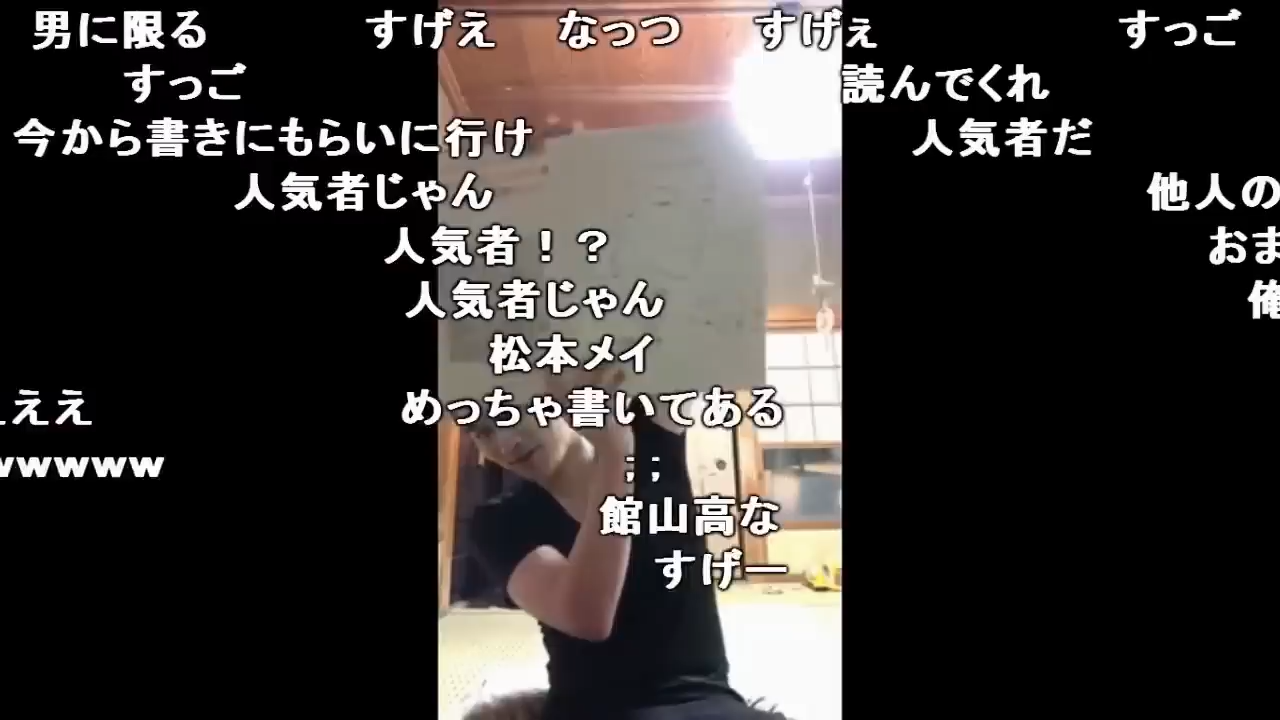 男に限る すげえ なっつ すげぇ すっご
すっご 読んでくれ
今から書きにもらいに行け 人気者だ
人気者じゃん 他人の
人気者！？ おま
人気者じゃん 俺
松本メイ
ええ めっちゃ書いてある
wwwww ；；
館山高な
すげー